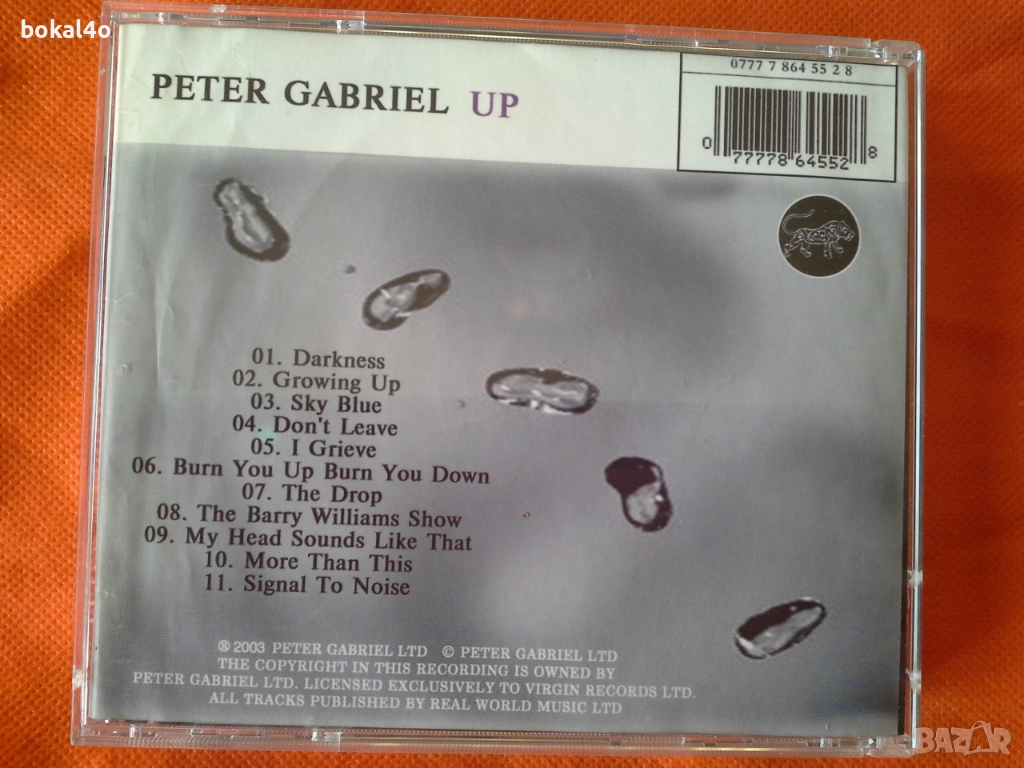 bokal4o
PETER GABRIEL UP
0777 7 864 55 2 8
0 77778 64552 8
01. Darkness
02. Growing Up
03. Sky Blue
04. Don't Leave
05. I Grieve
06. Burn You Up Burn You Down
07. The Drop
08. The Barry Williams Show
09. My Head Sounds Like That
10. More Than This
11. Signal To Noise
℗ 2003 PETER GABRIEL LTD © PETER GABRIEL LTD
THE COPYRIGHT IN THIS RECORDING IS OWNED BY
PETER GABRIEL LTD. LICENSED EXCLUSIVELY TO VIRGIN RECORDS LTD.
ALL TRACKS PUBLISHED BY REAL WORLD MUSIC LTD
BAZAR